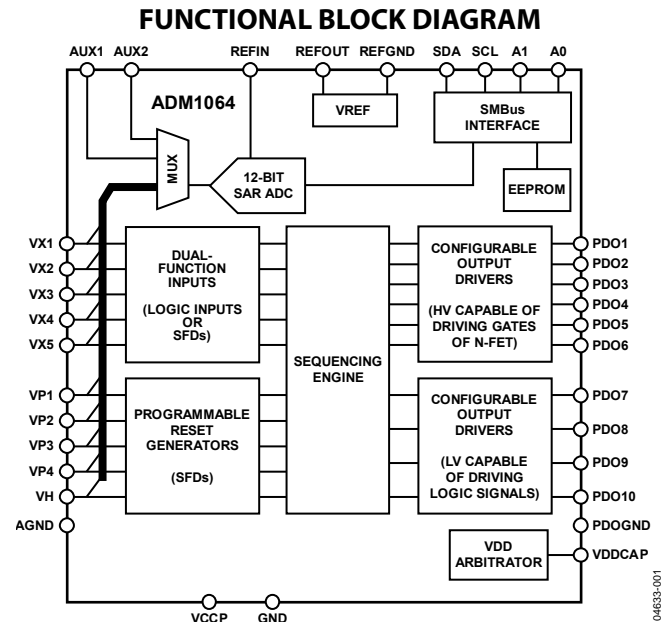 FUNCTIONAL BLOCK DIAGRAM
AUX1 AUX2 REFIN REFOUT REFGND SDA SCL A1 A0
ADM1064
VREF
SMBus
INTERFACE
MUX
12-BIT
SAR ADC
EEPROM
VX1
VX2
VX3
VX4
VX5
DUAL-
FUNCTION
INPUTS
(LOGIC INPUTS
OR
SFDs)
VP1
VP2
VP3
VP4
VH
PROGRAMMABLE
RESET
GENERATORS
(SFDs)
AGND
SEQUENCING
ENGINE
CONFIGURABLE
OUTPUT
DRIVERS
(HV CAPABLE OF
DRIVING GATES
OF N-FET)
PDO1
PDO2
PDO3
PDO4
PDO5
PDO6
CONFIGURABLE
OUTPUT
DRIVERS
(LV CAPABLE
OF DRIVING
LOGIC SIGNALS)
PDO7
PDO8
PDO9
PDO10
PDOGND
VDD
ARBITRATOR
VDDCAP
VCCP GND
04633-001